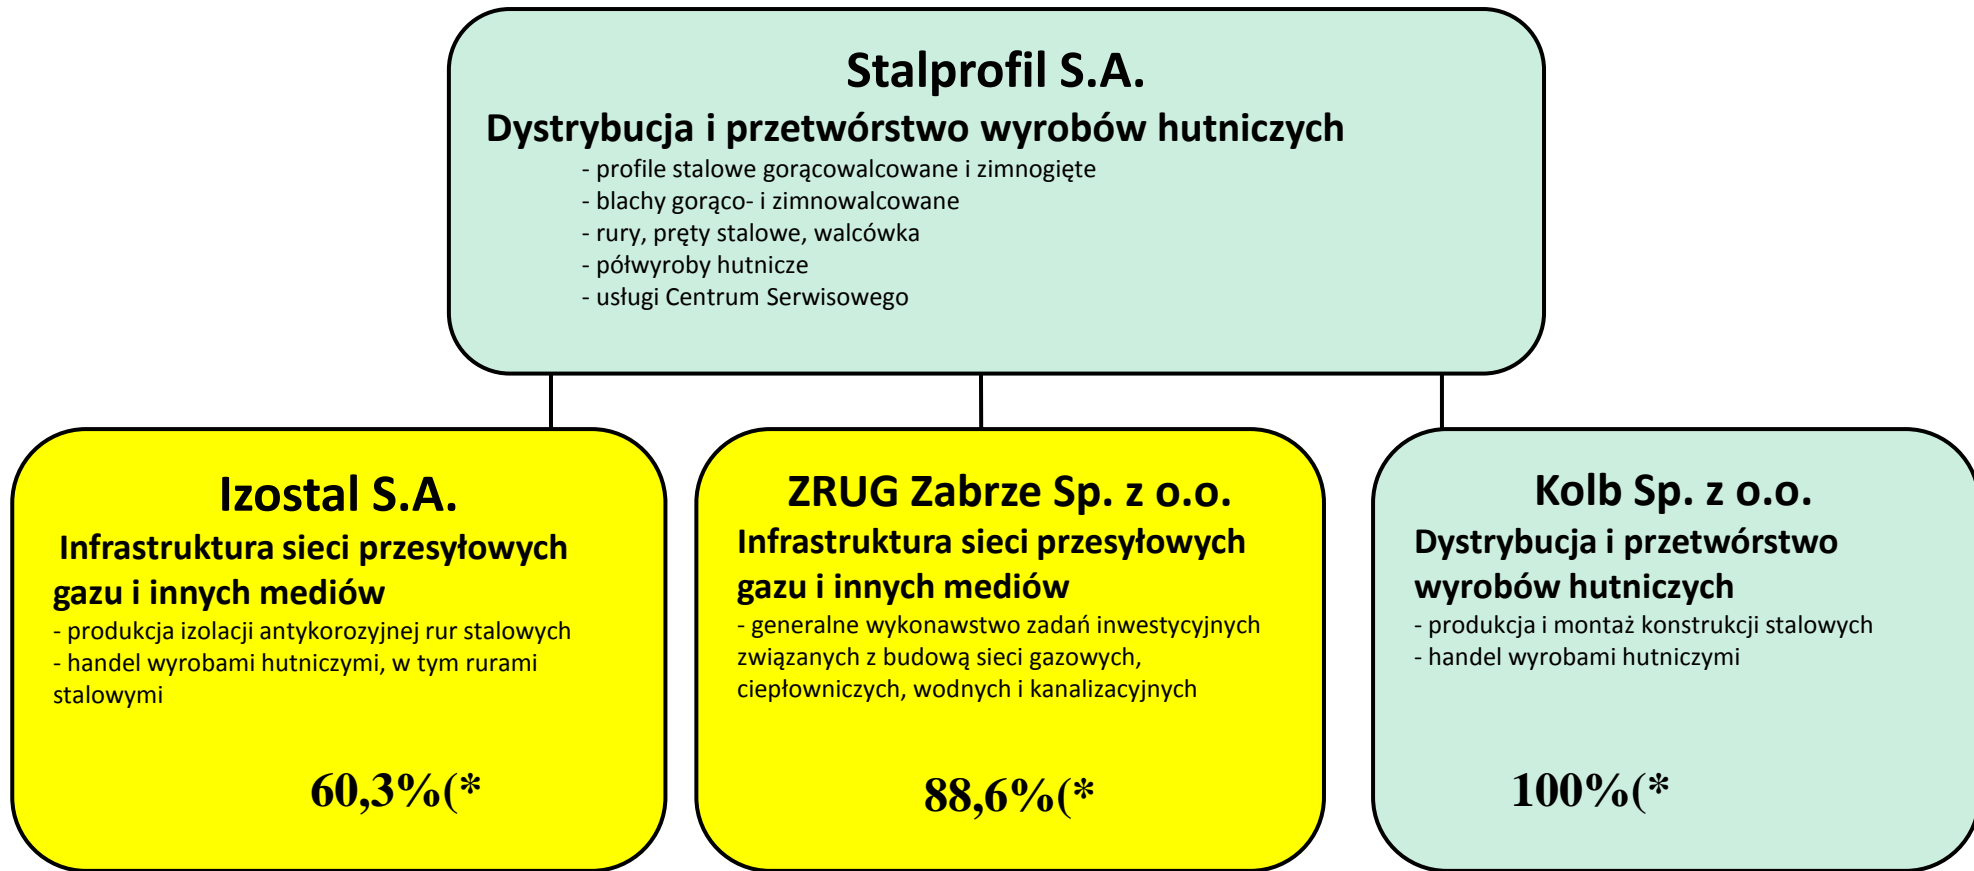 Stalprofil S.A.
Dystrybucja i przetwórstwo wyrobów hutniczych
- profile stalowe gorącowalcowane i zimnogięte
- blachy gorąco- i zimnowalcowane
- rury, pręty stalowe, walcówka
- półwyroby hutnicze
- usługi Centrum Serwisowego
Izostal S.A.
Infrastruktura sieci przesyłowych
gazu i innych mediów
- produkcja izolacji antykorozyjnej rur stalowych
- handel wyrobami hutniczymi, w tym rurami
stalowymi
60,3%(*
ZRUG Zabrze Sp. z o.o.
Infrastruktura sieci przesyłowych
gazu i innych mediów
- generalne wykonawstwo zadań inwestycyjnych
związanych z budową sieci gazowych,
ciepłowniczych, wodnych i kanalizacyjnych
88,6%(*
Kolb Sp. z o.o.
Dystrybucja i przetwórstwo
wyrobów hutniczych
- produkcja i montaż konstrukcji stalowych
- handel wyrobami hutniczymi
100%(*